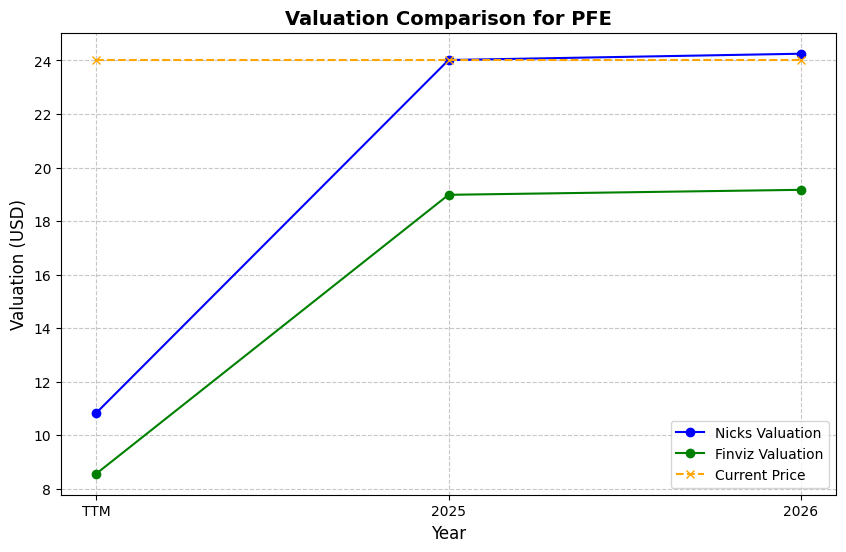 Valuation Comparison for PFE
Valuation (USD)
24
22
20
18
16
14
12
10
8
TTM
2025
2026
Year
Nicks Valuation
Finviz Valuation
Current Price